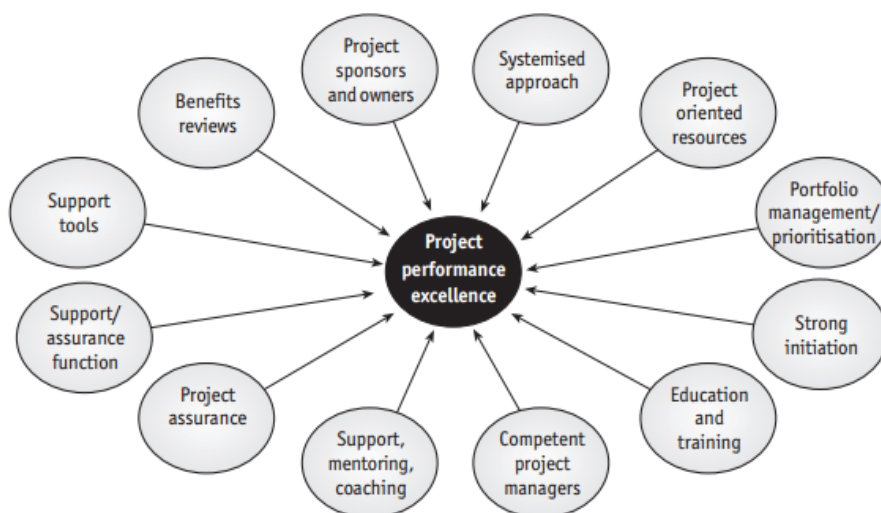 Project
sponsors
and owners
Systemised
approach
Project
oriented
resources
Portfolio
management/
prioritisation
Strong
initiation
Education
and
training
Competent
project
managers
Support,
mentoring,
coaching
Project
assurance
Support/
assurance
function
Support
tools
Benefits
reviews
Project
performance
excellence